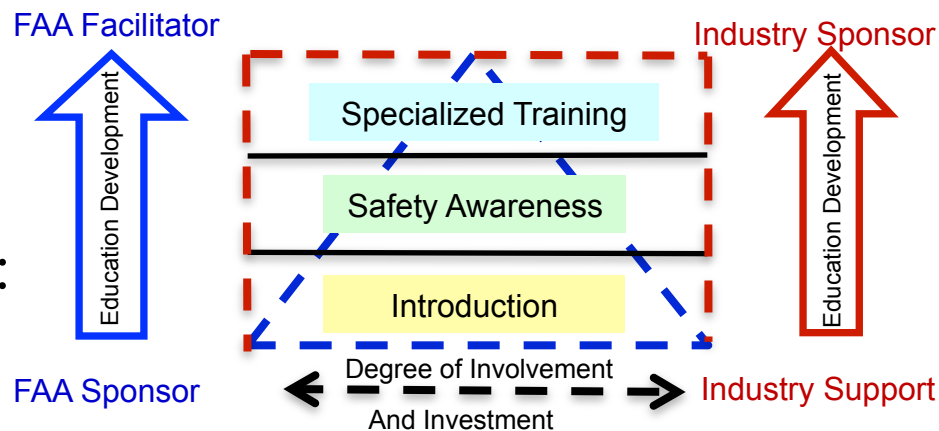 FAA Facilitator
Industry Sponsor
Education Development
Specialized Training
Safety Awareness
Introduction
Education Development
:
FAA Sponsor
Degree of Involvement
And Investment
Industry Support